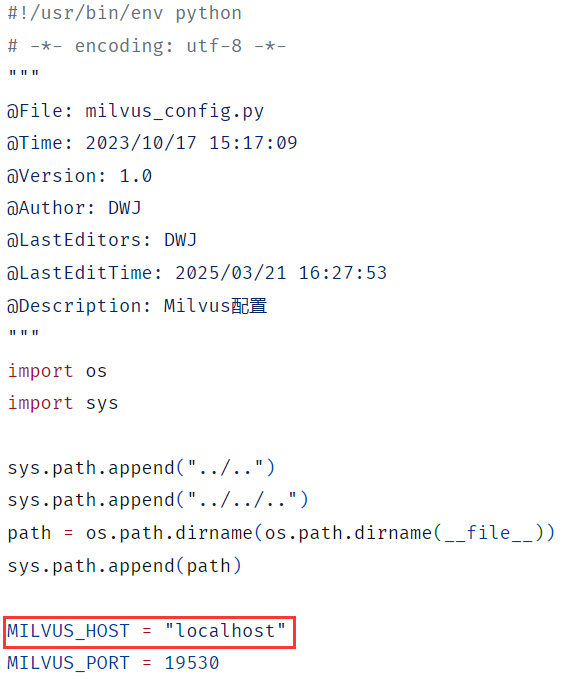 #!/usr/bin/env python
# -*- encoding: utf-8 -*-
"""
@File: milvus_config.py
@Time: 2023/10/17 15:17:09
@Version: 1.0
@Author: DWJ
@LastEditors: DWJ
@LastEditTime: 2025/03/21 16:27:53
@Description: Milvus配置
"""
import os
import sys

sys.path.append("../..")
sys.path.append("../../..")
path = os.path.dirname(os.path.dirname(__file__))
sys.path.append(path)

MILVUS_HOST = "localhost"
MILVUS_PORT = 19530